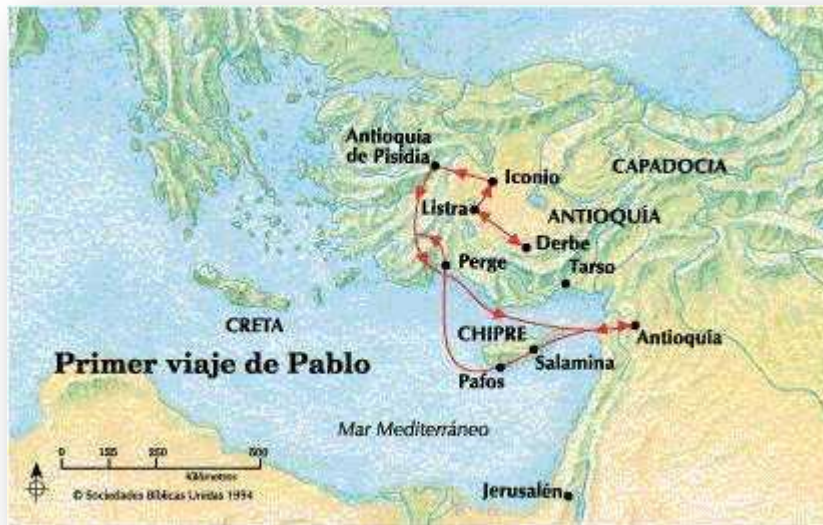 Antioquía
de Pisidia
Iconio
CAPADOCIA
Listra
ANTIOQUÍA
Derbe
Perge
Tarso
CRETA
CHIPRE
Antioquía
Salamina
Primer viaje de Pablo
Pafos
Mar Mediterráneo
0 125 250 500
Kilómetros
© Sociedades Bíblicas Unidas 1994
Jerusalén